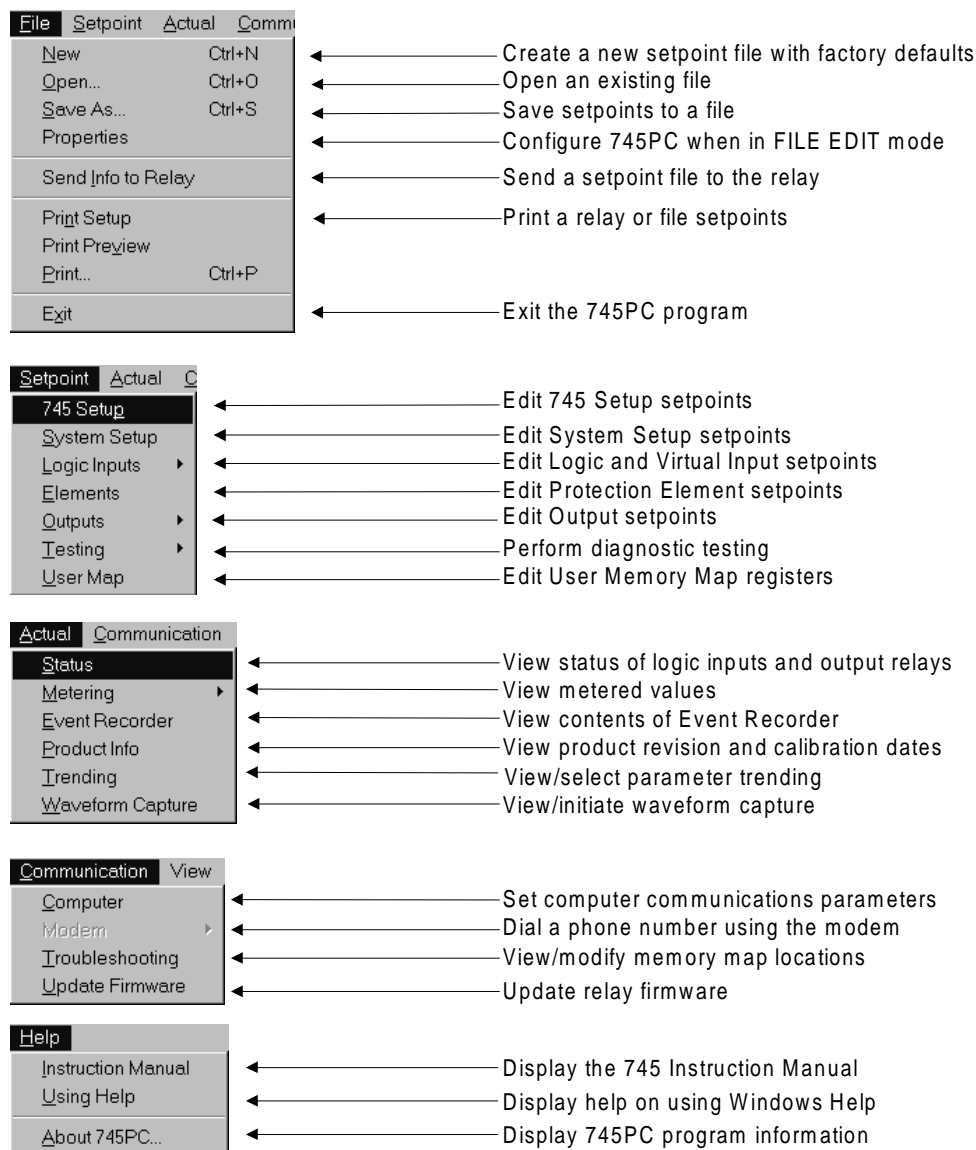 File Setpoint Actual Commu
New Ctrl+N Create a new setpoint file with factory defaults
Open... Ctrl+O Open an existing file
Save As... Ctrl+S Save setpoints to a file
Properties Configure 745PC when in FILE EDIT mode
Send Info to Relay Send a setpoint file to the relay
Print Setup Print a relay or file setpoints
Print Preview
Print... Ctrl+P
Exit Exit the 745PC program
Setpoint Actual C
745 Setup Edit 745 Setup setpoints
System Setup Edit System Setup setpoints
Logic Inputs Edit Logic and Virtual Input setpoints
Elements Edit Protection Element setpoints
Outputs Edit Output setpoints
Testing Perform diagnostic testing
User Map Edit User Memory Map registers
Actual Communication
Status View status of logic inputs and output relays
Metering View metered values
Event Recorder View contents of Event Recorder
Product Info View product revision and calibration dates
Trending View/select parameter trending
Waveform Capture View/initiate waveform capture
Communication View
Computer Set computer communications parameters
Modem Dial a phone number using the modem
Troubleshooting View/modify memory map locations
Update Firmware Update relay firmware
Help
Instruction Manual Display the 745 Instruction Manual
Using Help Display help on using Windows Help
About 745PC... Display 745PC program information